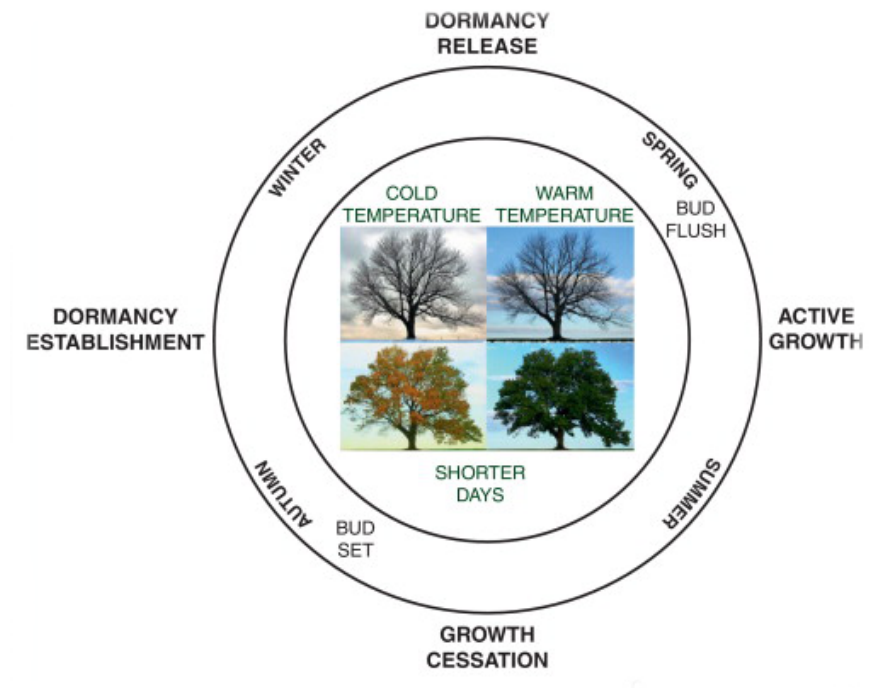 DORMANCY
RELEASE
WINTER
SPRING
COLD
TEMPERATURE
WARM
TEMPERATURE
BUD
FLUSH
DORMANCY
ESTABLISHMENT
ACTIVE
GROWTH
AUTUMN
SUMMER
SHORTER
DAYS
BUD
SET
GROWTH
CESSATION